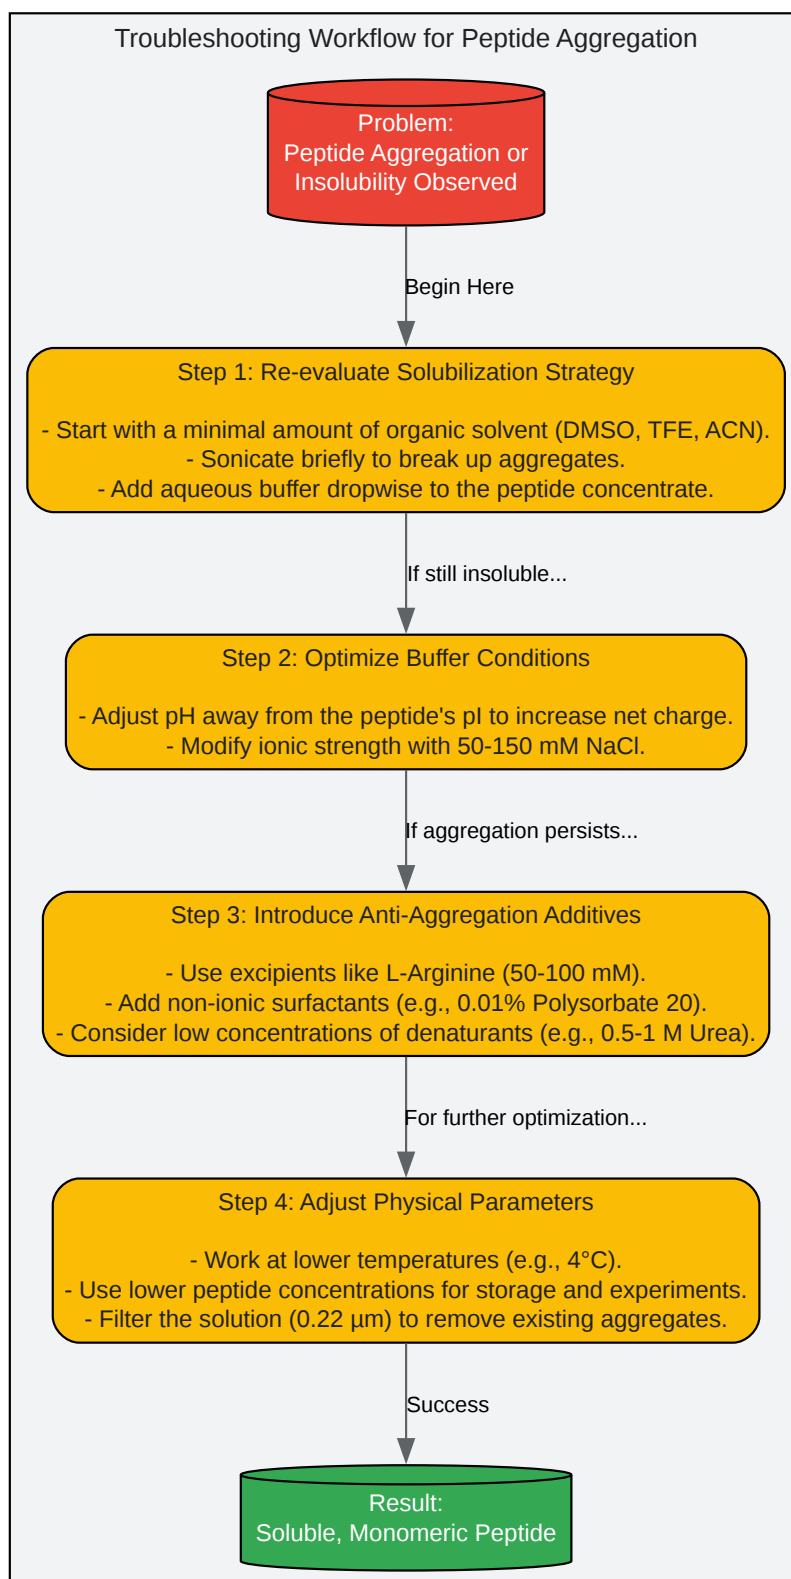 Troubleshooting Workflow for Peptide Aggregation
Problem:
Peptide Aggregation or
Insolubility Observed
Begin Here
Step 1: Re-evaluate Solubilization Strategy
- Start with a minimal amount of organic solvent (DMSO, TFE, ACN).
- Sonicate briefly to break up aggregates.
- Add aqueous buffer dropwise to the peptide concentrate.
If still insoluble...
Step 2: Optimize Buffer Conditions
- Adjust pH away from the peptide's pI to increase net charge.
- Modify ionic strength with 50-150 mM NaCl.
If aggregation persists...
Step 3: Introduce Anti-Aggregation Additives
- Use excipients like L-Arginine (50-100 mM).
- Add non-ionic surfactants (e.g., 0.01% Polysorbate 20).
- Consider low concentrations of denaturants (e.g., 0.5-1 M Urea).
For further optimization...
Step 4: Adjust Physical Parameters
- Work at lower temperatures (e.g., 4°C).
- Use lower peptide concentrations for storage and experiments.
- Filter the solution (0.22 µm) to remove existing aggregates.
Success
Result:
Soluble, Monomeric Peptide